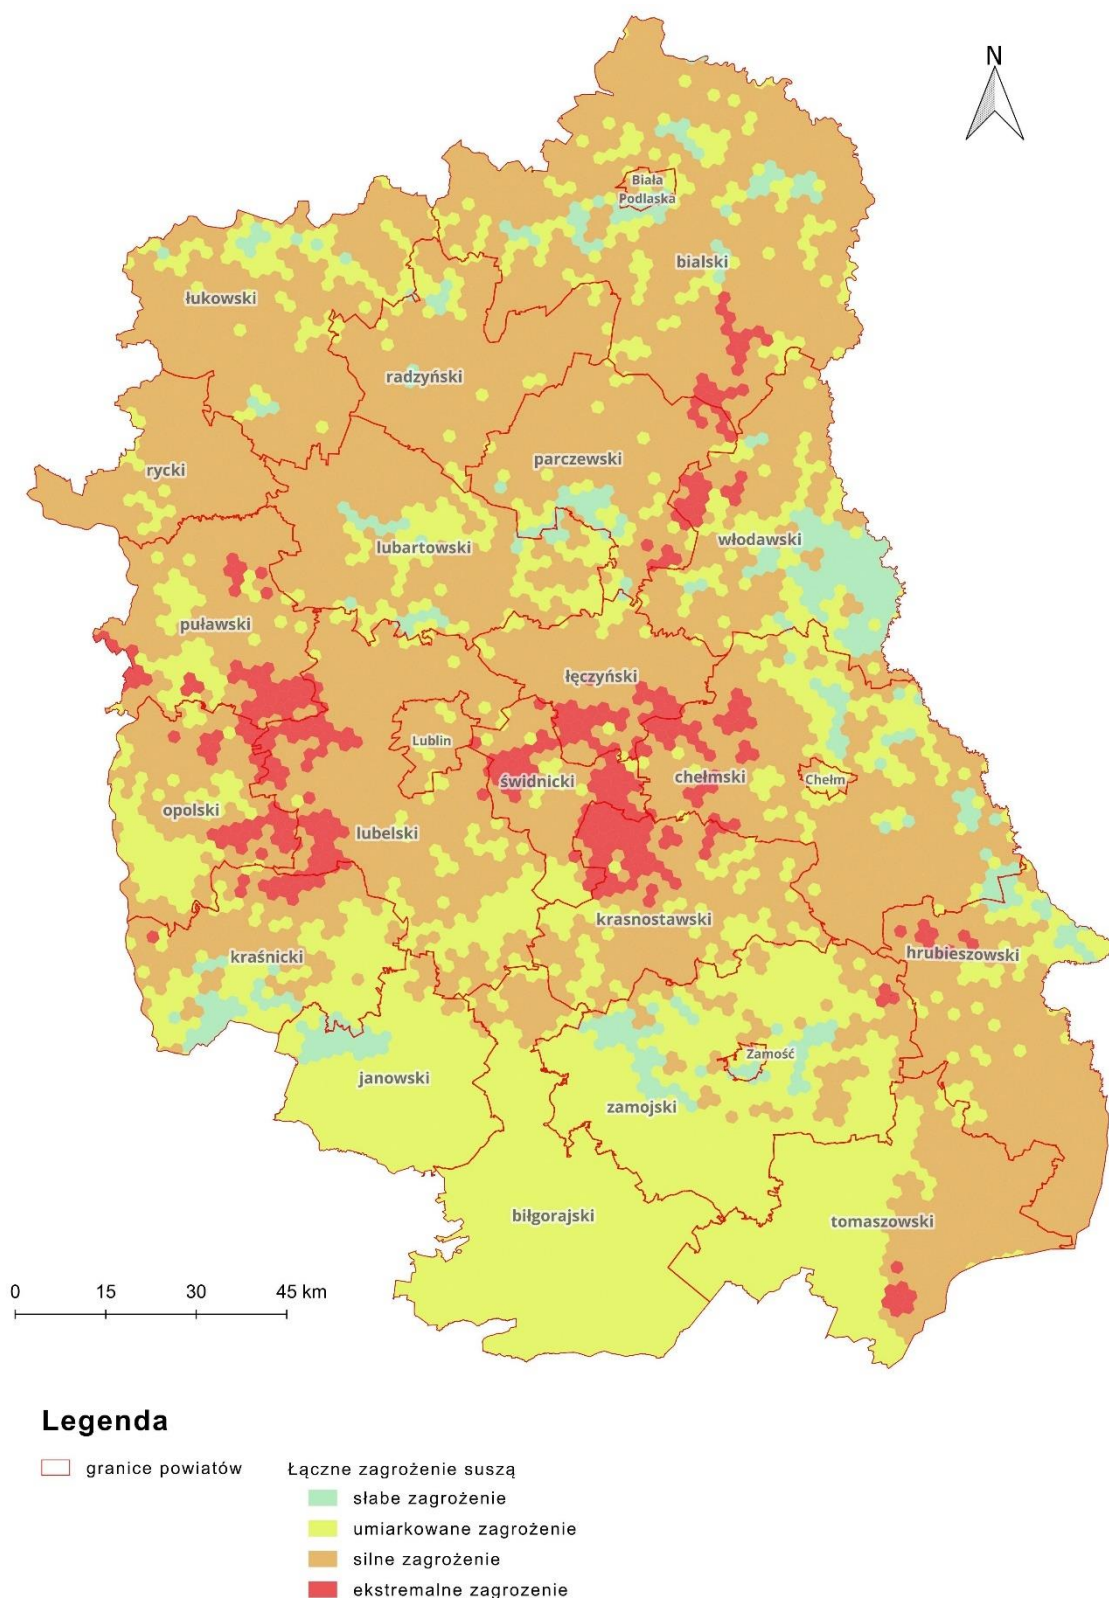 N
Biała
Podlaska
bialski
łukowski
radzyński
parczewski
rycki
włodawski
lubartowski
puławski
łęczyński
Lublin
świdnicki
chełmski
Chełm
opolski
lubelski
krasnostawski
hrubieszowski
kraśnicki
Zamość
janowski
zamojski
biłgorajski
tomaszowski
0 15 30 45 km
Legenda
granice powiatów
Łączne zagrożenie suszą
słabe zagrożenie
umiarkowane zagrożenie
silne zagrożenie
ekstremalne zagrozenie